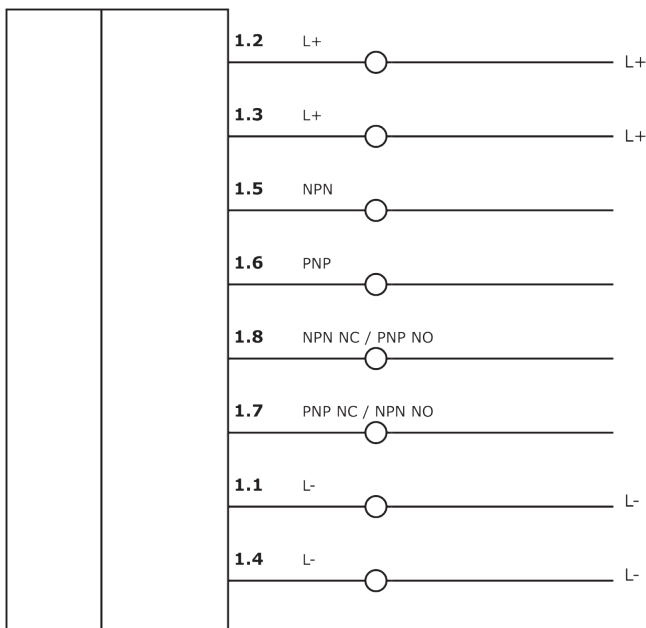 1.2 L+ L+
1.3 L+ L+
1.5 NPN
1.6 PNP
1.8 NPN NC / PNP NO
1.7 PNP NC / NPN NO
1.1 L- L-
1.4 L- L-